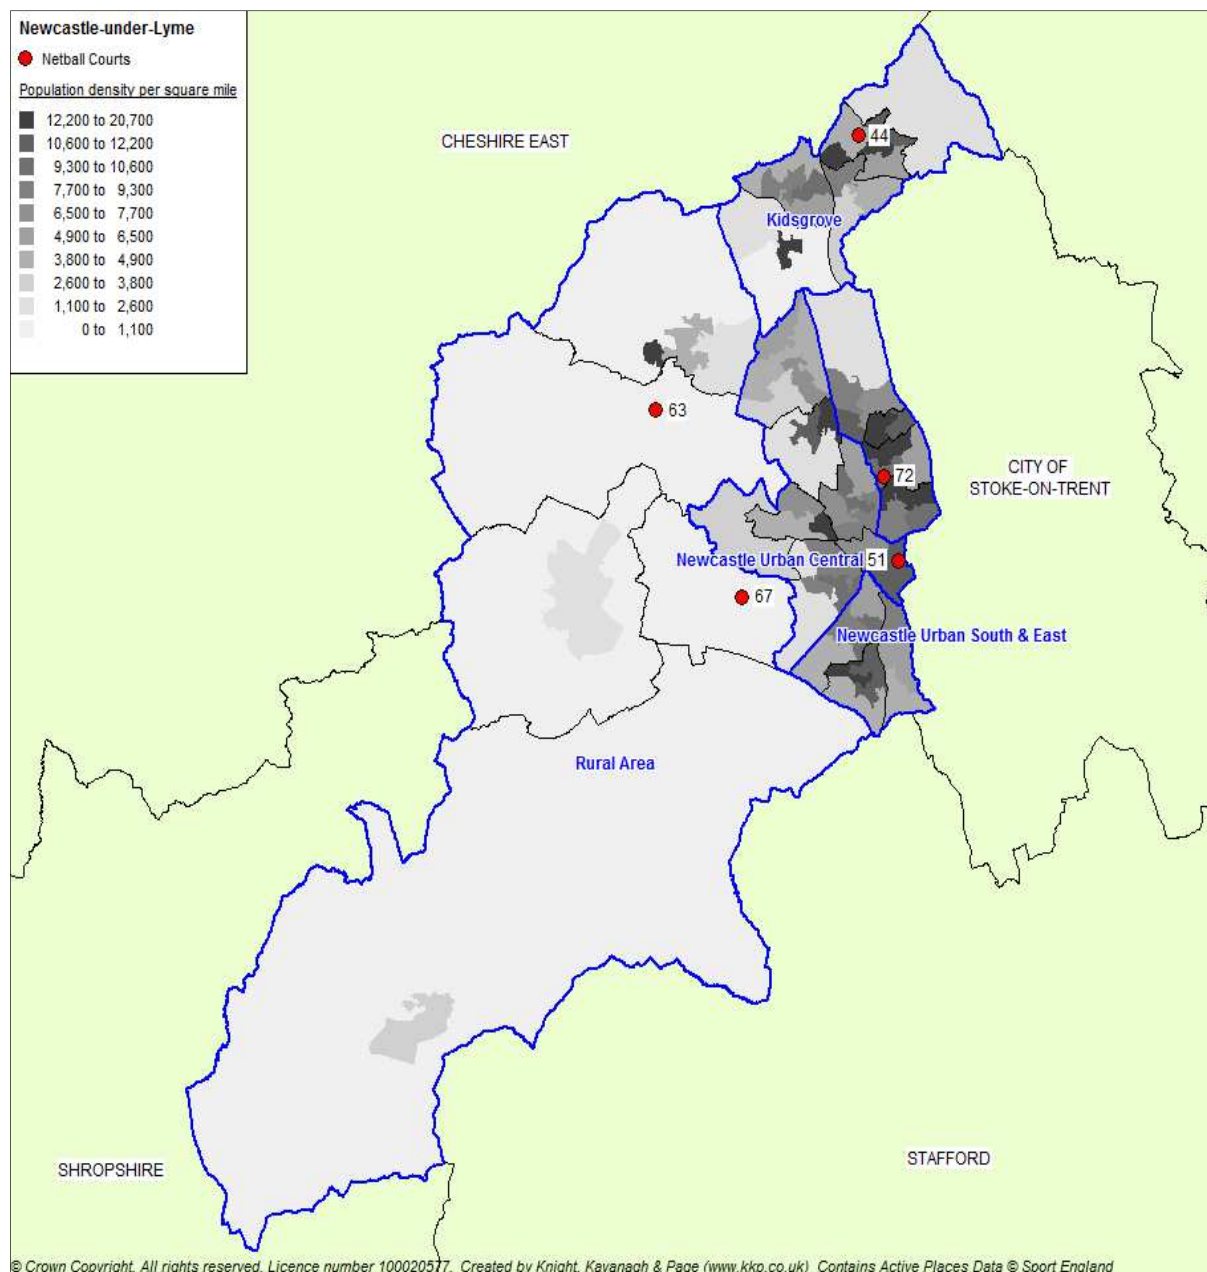 Newcastle-under-Lyme
Netball Courts
Population density per square mile
12,200 to 20,700
10,600 to 12,200
9,300 to 10,600
7,700 to 9,300
6,500 to 7,700
4,900 to 6,500
3,800 to 4,900
2,600 to 3,800
1,100 to 2,600
0 to 1,100
CHESHIRE EAST
44
Kidsgrove
63
CITY OF
STOKE-ON-TRENT
72
Newcastle Urban Central
51
67
Newcastle Urban South & East
Rural Area
SHROPSHIRE
STAFFORD
© Crown Copyright. All rights reserved. Licence number 100020577. Created by Knight, Kavanagh & Page (www.kkp.co.uk) Contains Active Places Data © Sport England